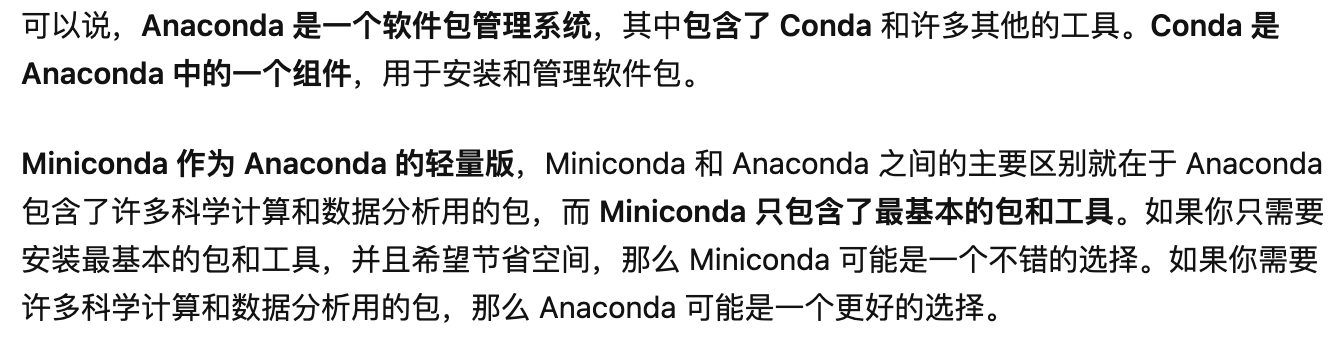 可以说，Anaconda 是一个软件包管理系统，其中包含了 Conda 和许多其他的工具。Conda 是
Anaconda 中的一个组件，用于安装和管理软件包。
Miniconda 作为 Anaconda 的轻量版，Miniconda 和 Anaconda 之间的主要区别就在于 Anaconda
包含了许多科学计算和数据分析用的包，而 Miniconda 只包含了最基本的包和工具。如果你只需要
安装最基本的包和工具，并且希望节省空间，那么 Miniconda 可能是一个不错的选择。如果你需要
许多科学计算和数据分析用的包，那么 Anaconda 可能是一个更好的选择。